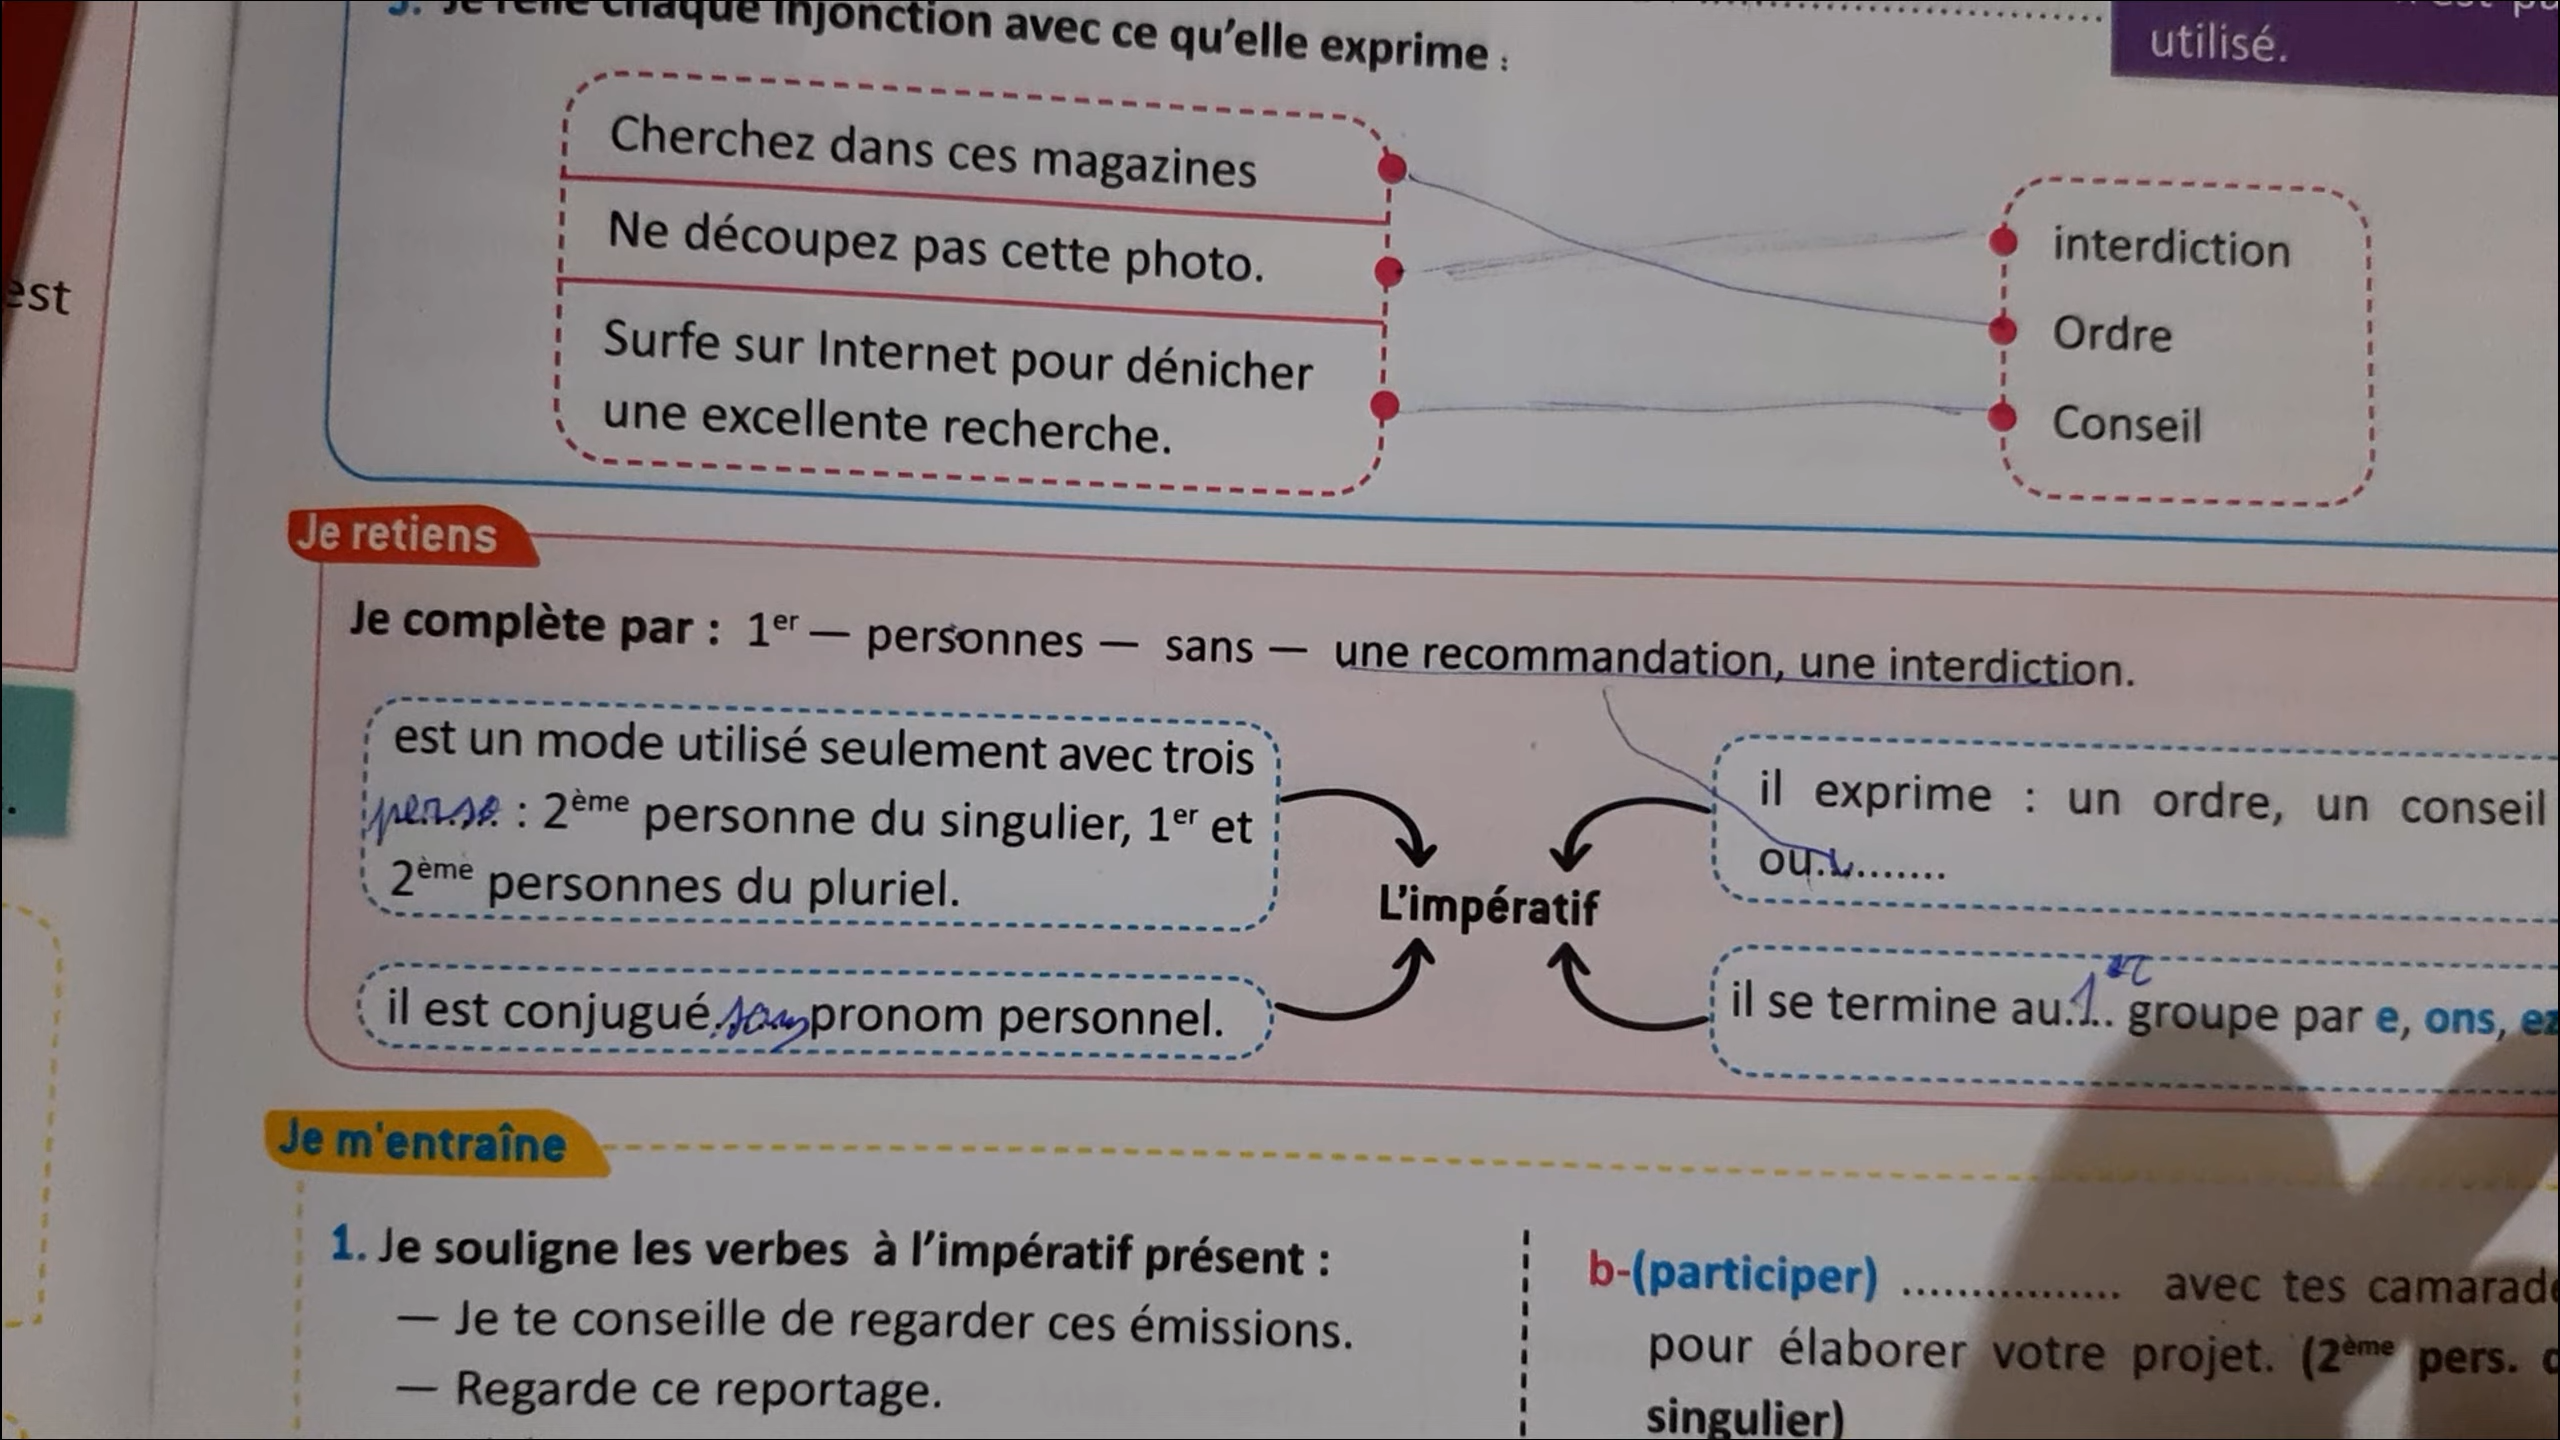 Je relie chaque injonction avec ce qu'elle exprime :
utilisé.
Cherchez dans ces magazines
Ne découpez pas cette photo.
Surfe sur Internet pour dénicher
une excellente recherche.
interdiction
Ordre
Conseil
est
Je retiens
Je complète par : 1er — personnes — sans — une recommandation, une interdiction.
est un mode utilisé seulement avec trois
perso : 2ème personne du singulier, 1er et
2ème personnes du pluriel.
il exprime : un ordre, un conseil
ou.........
L'impératif
il est conjugué sans pronom personnel.
il se termine au.1er. groupe par e, ons, ez
Je m'entraîne
1. Je souligne les verbes à l'impératif présent :
— Je te conseille de regarder ces émissions.
— Regarde ce reportage.
b-(participer) ................ avec tes camarade
pour élaborer votre projet. (2ème pers. d
singulier)